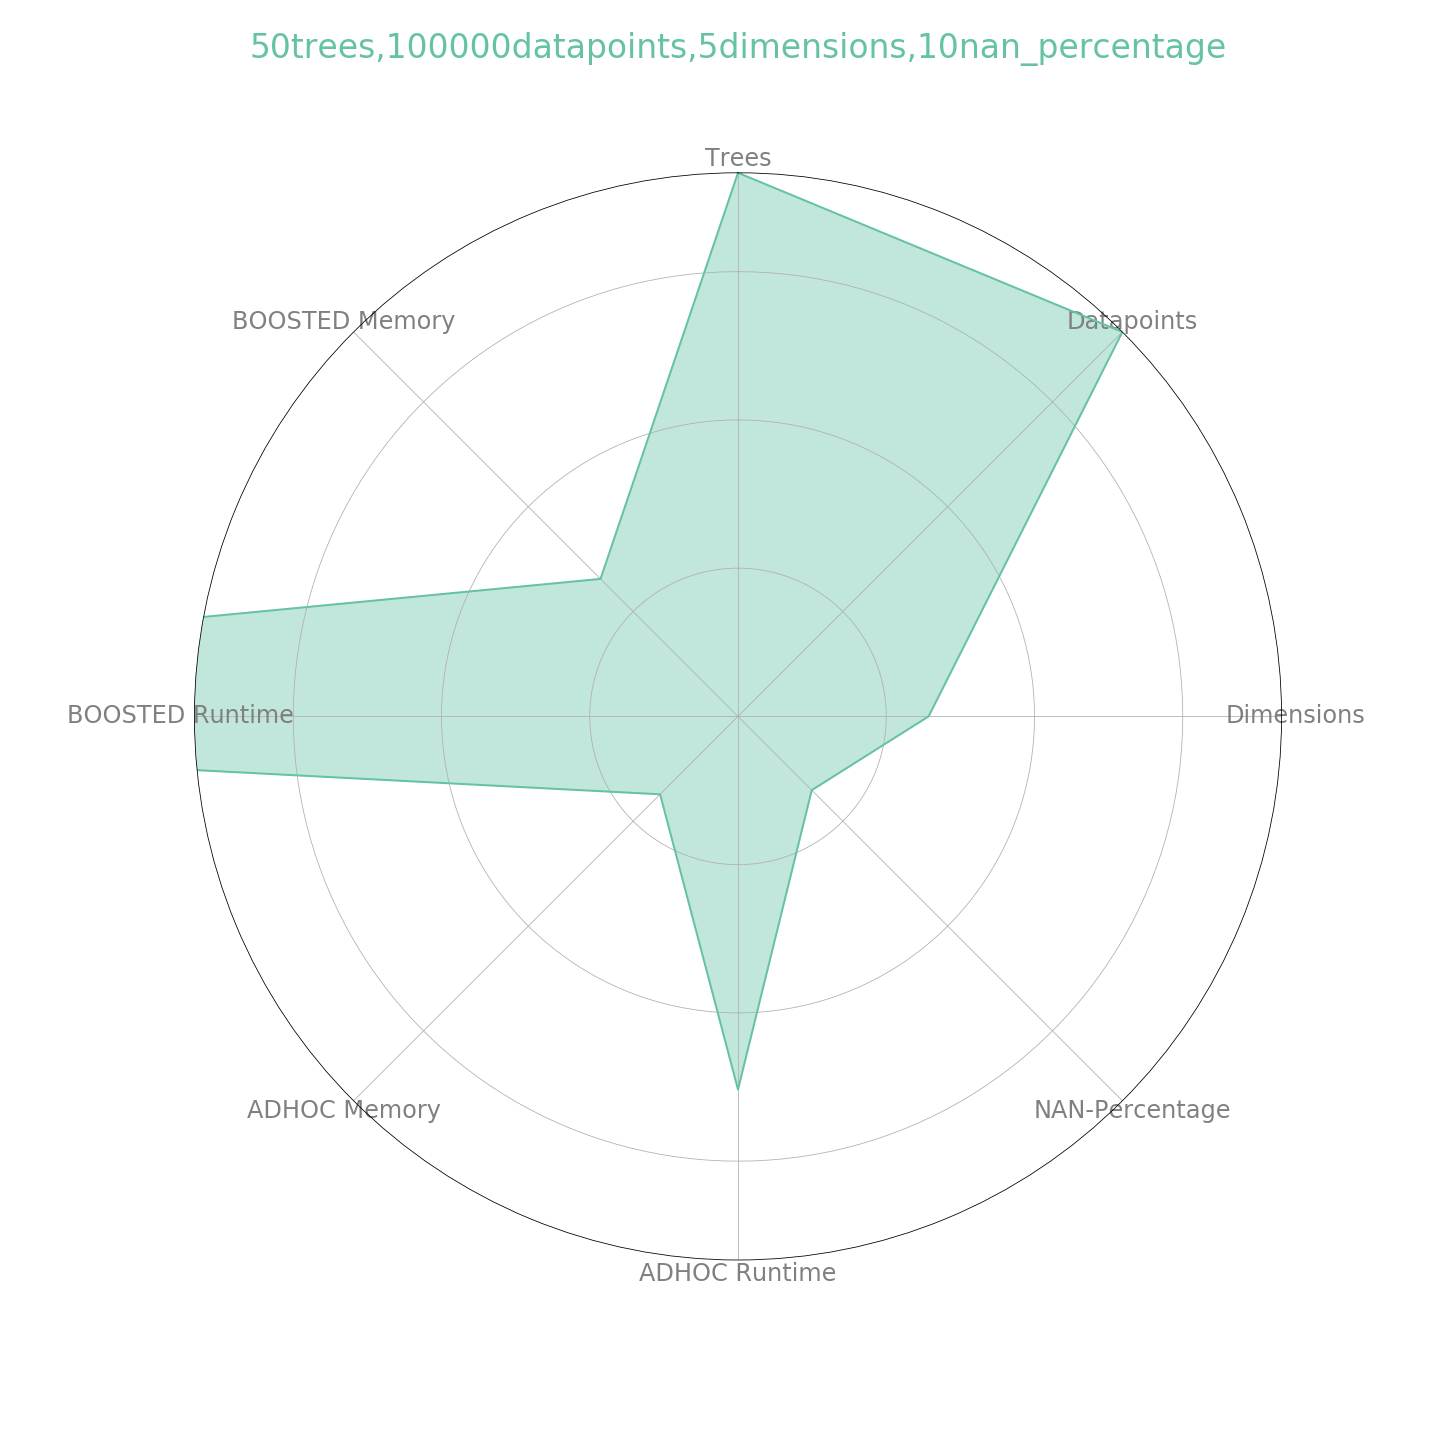 50trees,100000datapoints,5dimensions,10nan_percentage
Trees
BOOSTED Memory
Datapoints
BOOSTED Runtime
Dimensions
ADHOC Memory
NAN-Percentage
ADHOC Runtime